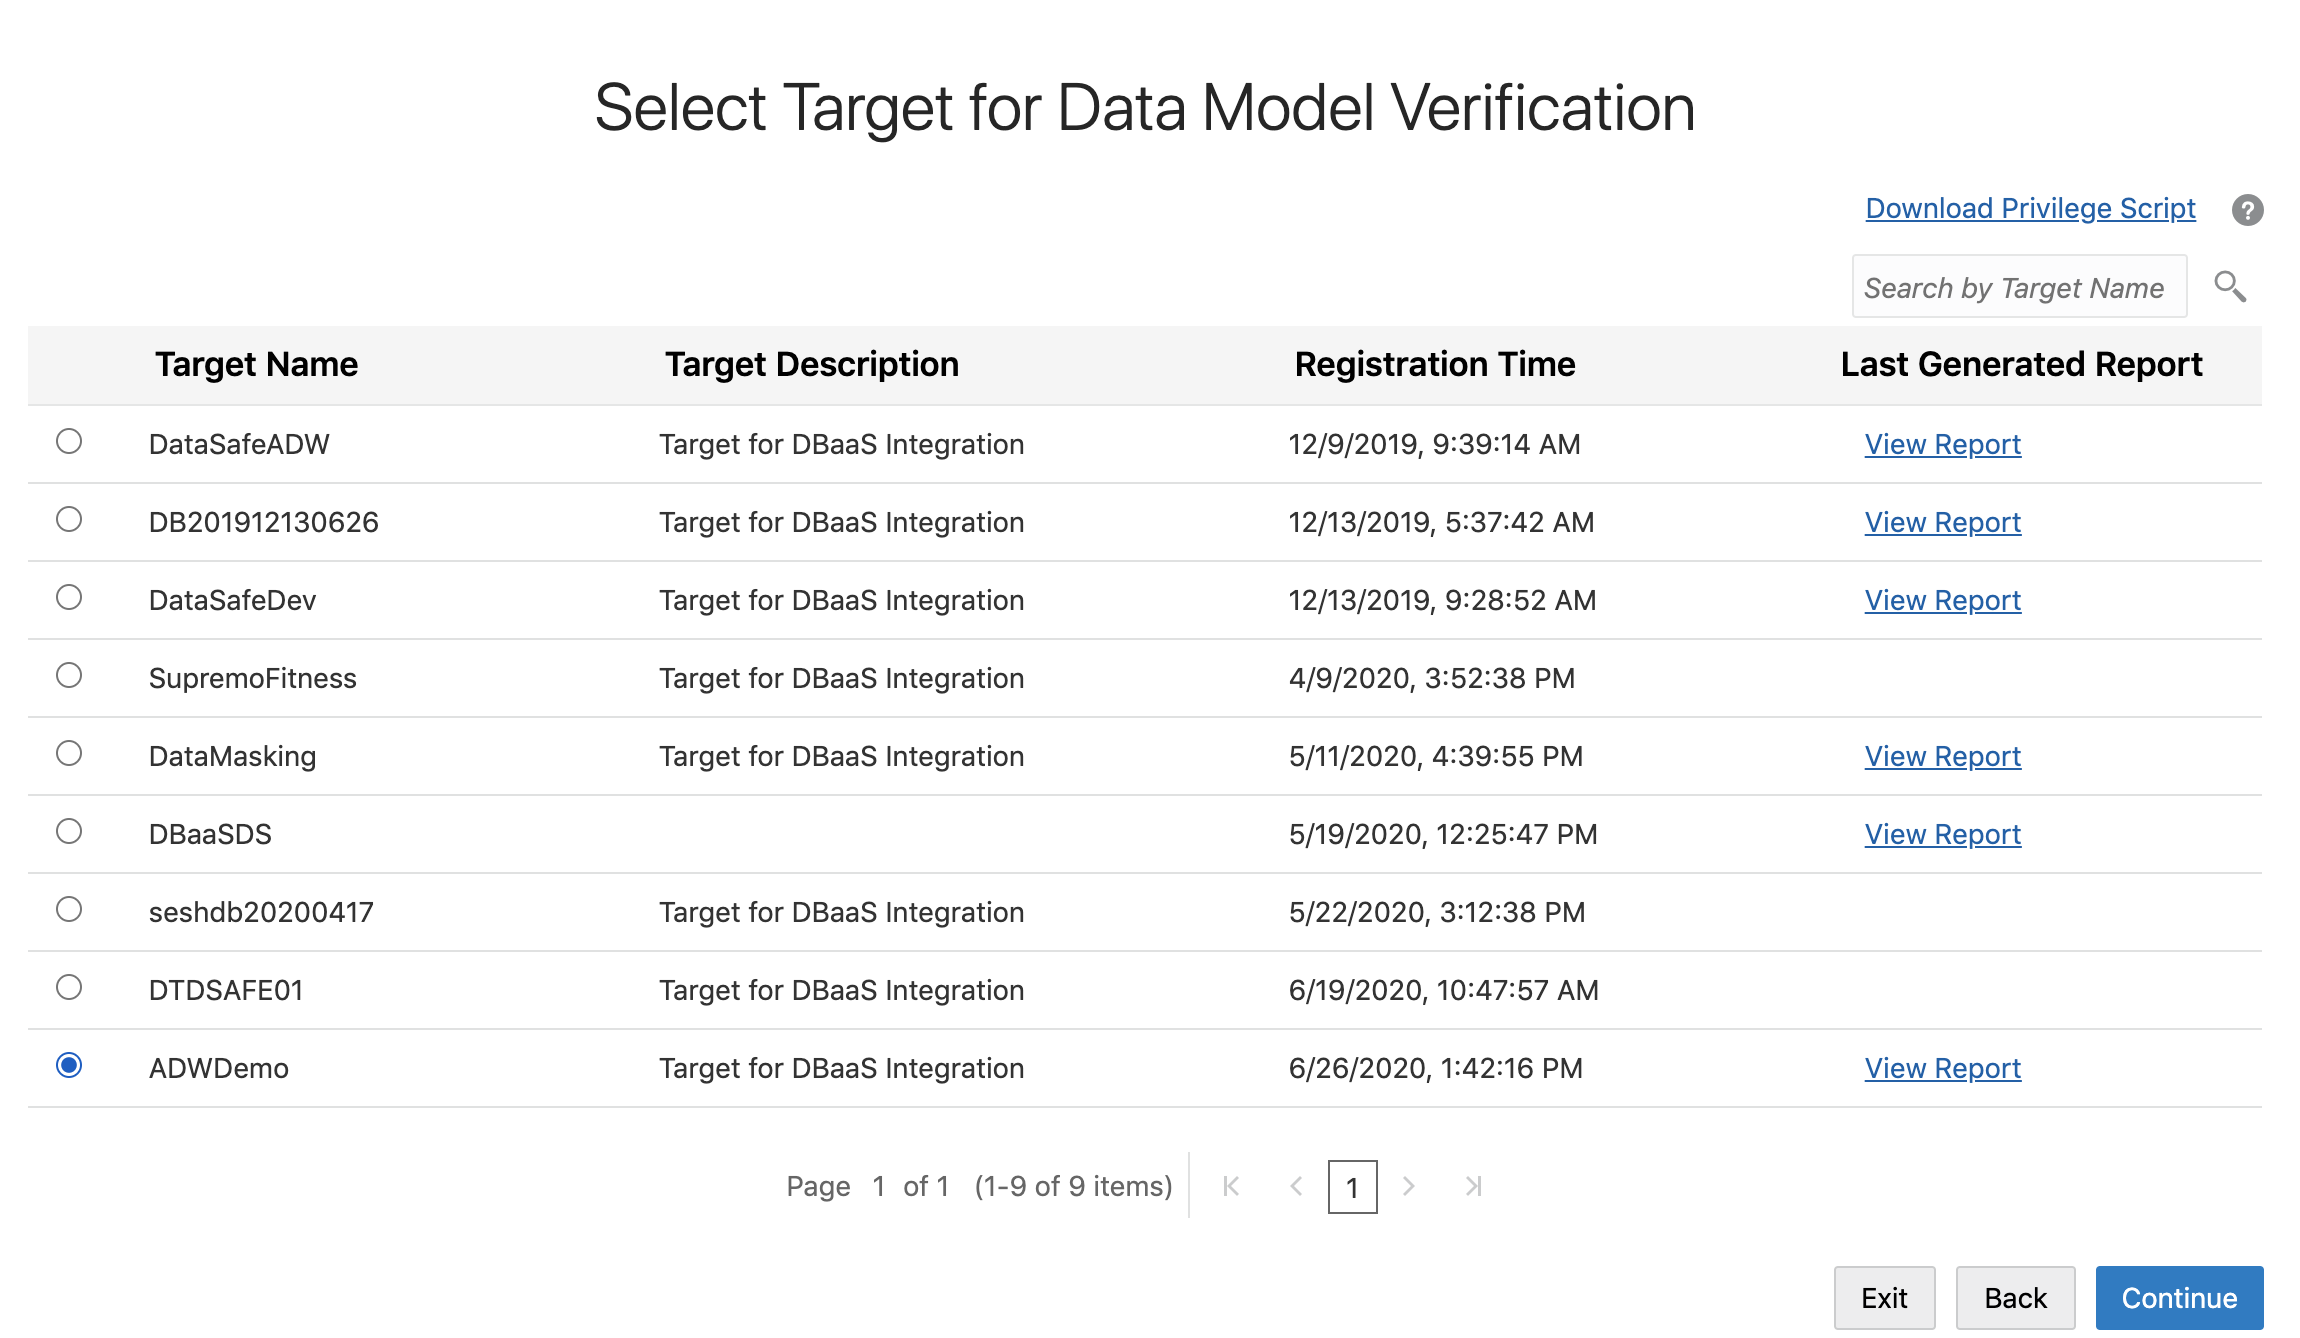 Select Target for Data Model Verification
Download Privilege Script ?
Search by Target Name
Target Name Target Description Registration Time Last Generated Report
DataSafeADW Target for DBaaS Integration 12/9/2019, 9:39:14 AM View Report
DB201912130626 Target for DBaaS Integration 12/13/2019, 5:37:42 AM View Report
DataSafeDev Target for DBaaS Integration 12/13/2019, 9:28:52 AM View Report
SupremoFitness Target for DBaaS Integration 4/9/2020, 3:52:38 PM
DataMasking Target for DBaaS Integration 5/11/2020, 4:39:55 PM View Report
DBaaSDS 5/19/2020, 12:25:47 PM View Report
seshdb20200417 Target for DBaaS Integration 5/22/2020, 3:12:38 PM
DTDSAFE01 Target for DBaaS Integration 6/19/2020, 10:47:57 AM
ADWDemo Target for DBaaS Integration 6/26/2020, 1:42:16 PM View Report
Page 1 of 1 (1-9 of 9 items) 1
Exit Back Continue